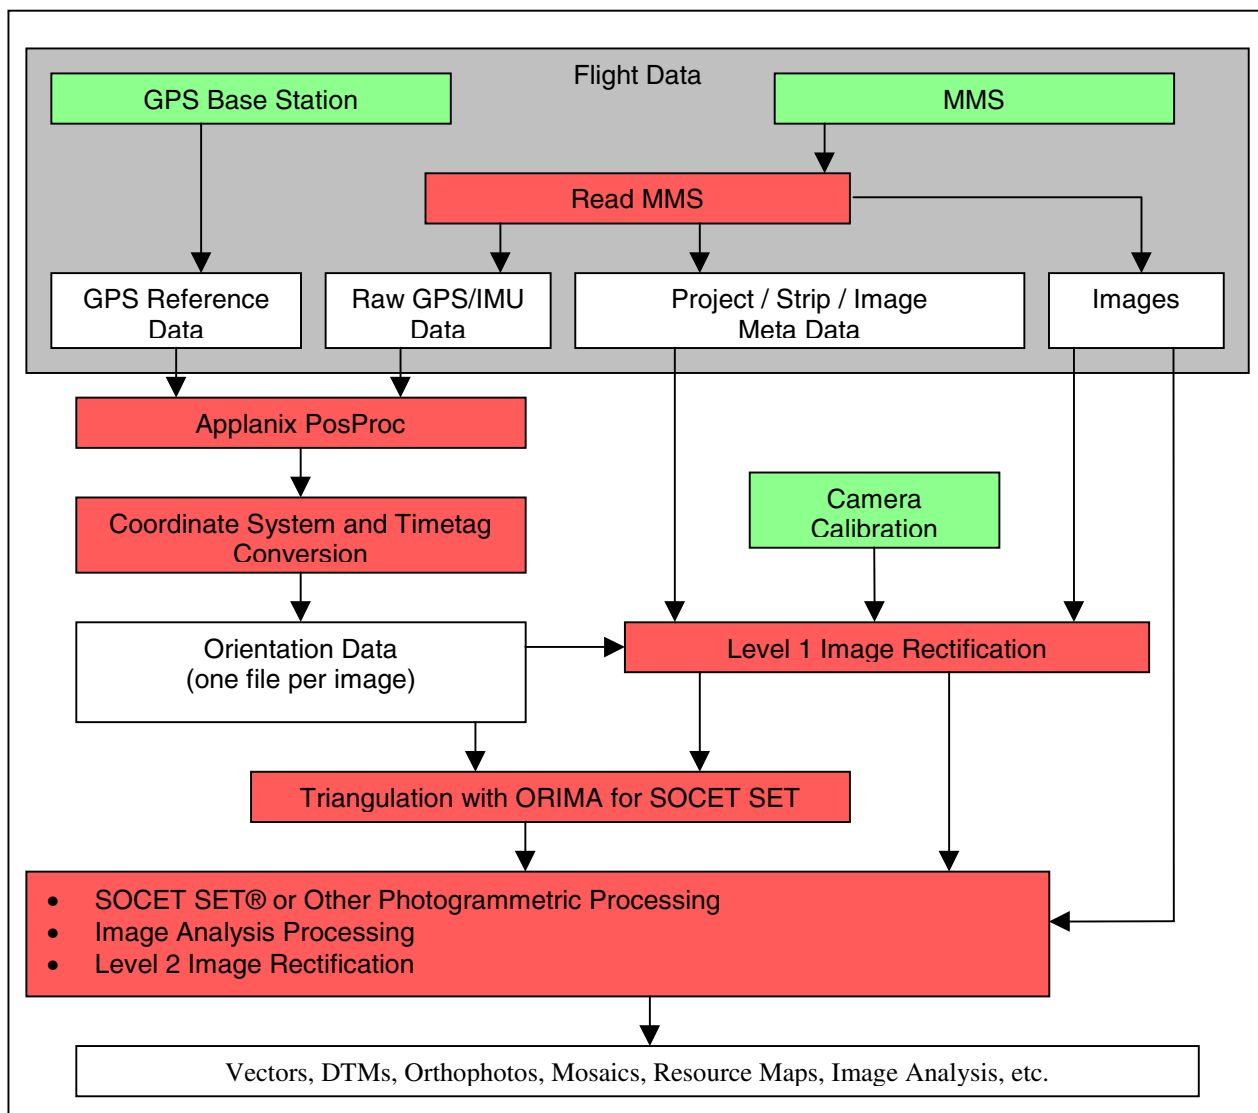 Flight Data
GPS Base Station
MMS
Read MMS
GPS Reference
Data
Raw GPS/IMU
Data
Project / Strip / Image
Meta Data
Images
Applanix PosProc
Coordinate System and Timetag
Conversion
Camera
Calibration
Orientation Data
(one file per image)
Level 1 Image Rectification
Triangulation with ORIMA for SOCET SET
• SOCET SET® or Other Photogrammetric Processing
• Image Analysis Processing
• Level 2 Image Rectification
Vectors, DTMs, Orthophotos, Mosaics, Resource Maps, Image Analysis, etc.